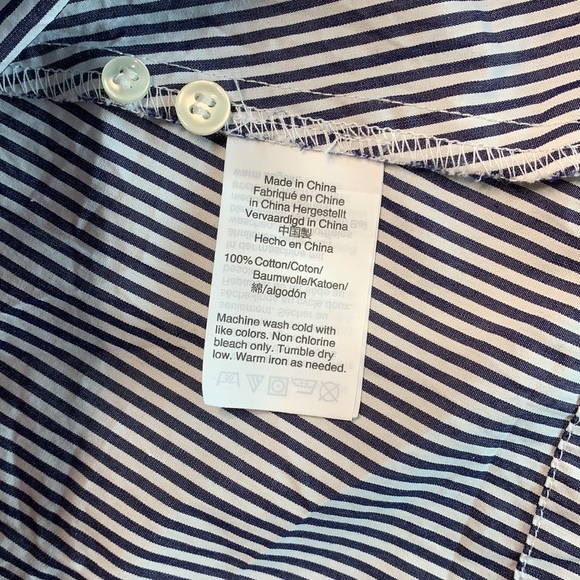 Made in China
Fabriqué en Chine
in China Hergestellt
Vervaardigd in China
中国製
Hecho en China
100% Cotton/Coton/
Baumwolle/Katoen/
綿/algodón
Machine wash cold with
like colors. Non chlorine
bleach only. Tumble dry
low. Warm iron as needed.